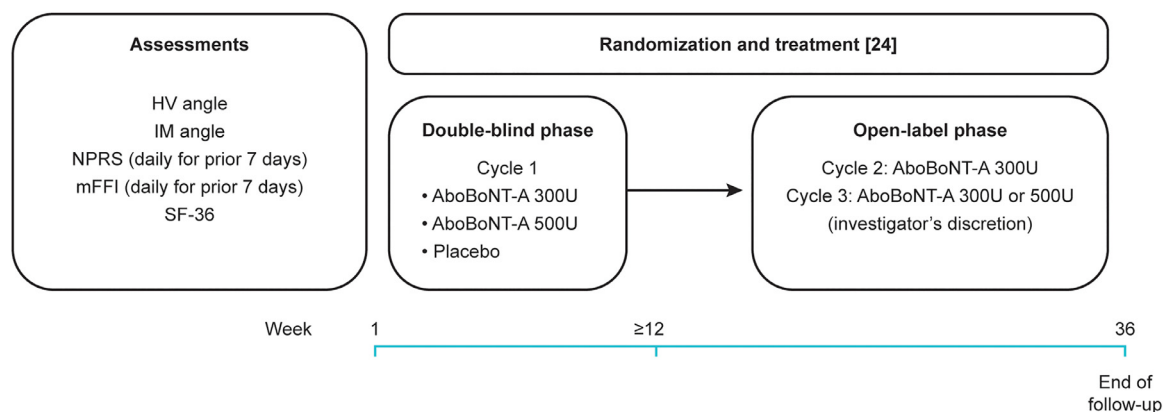 Assessments
HV angle
IM angle
NPRS (daily for prior 7 days)
mFFI (daily for prior 7 days)
SF-36
Randomization and treatment [24]
Double-blind phase
Cycle 1
• AboBoNT-A 300U
• AboBoNT-A 500U
• Placebo
Open-label phase
Cycle 2: AboBoNT-A 300U
Cycle 3: AboBoNT-A 300U or 500U
(investigator's discretion)
Week 1 ≥12 36
End of
follow-up